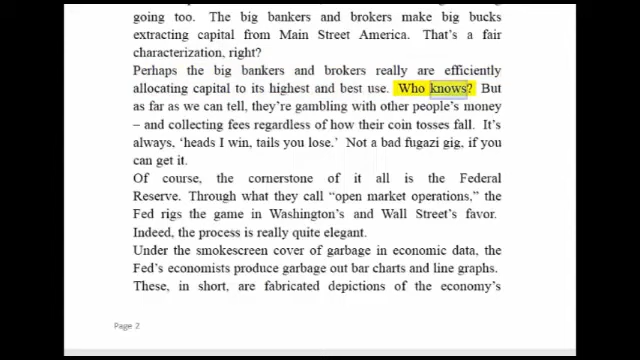 going too. The big bankers and brokers make big bucks
extracting capital from Main Street America. That's a fair
characterization, right?
Perhaps the big bankers and brokers really are efficiently
allocating capital to its highest and best use. Who knows? But
as far as we can tell, they're gambling with other people's money
– and collecting fees regardless of how their coin tosses fall. It's
always, 'heads I win, tails you lose.' Not a bad fugazi gig, if you
can get it.
Of course, the cornerstone of it all is the Federal
Reserve. Through what they call "open market operations," the
Fed rigs the game in Washington's and Wall Street's favor.
Indeed, the process is really quite elegant.
Under the smokescreen cover of garbage in economic data, the
Fed's economists produce garbage out bar charts and line graphs.
These, in short, are fabricated depictions of the economy's
Page 2